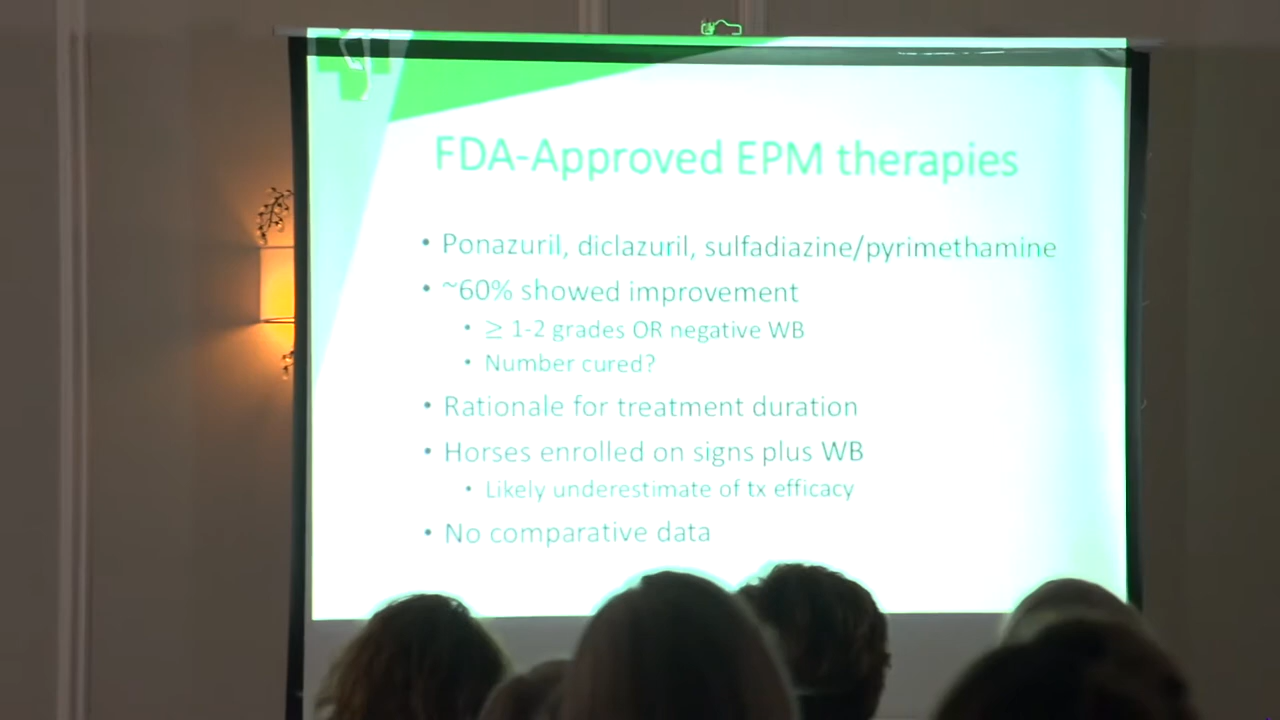 FDA-Approved EPM therapies
• Ponazuril, diclazuril, sulfadiazine/pyrimethamine
• ~60% showed improvement
• ≥ 1-2 grades OR negative WB
• Number cured?
• Rationale for treatment duration
• Horses enrolled on signs plus WB
• Likely underestimate of tx efficacy
• No comparative data